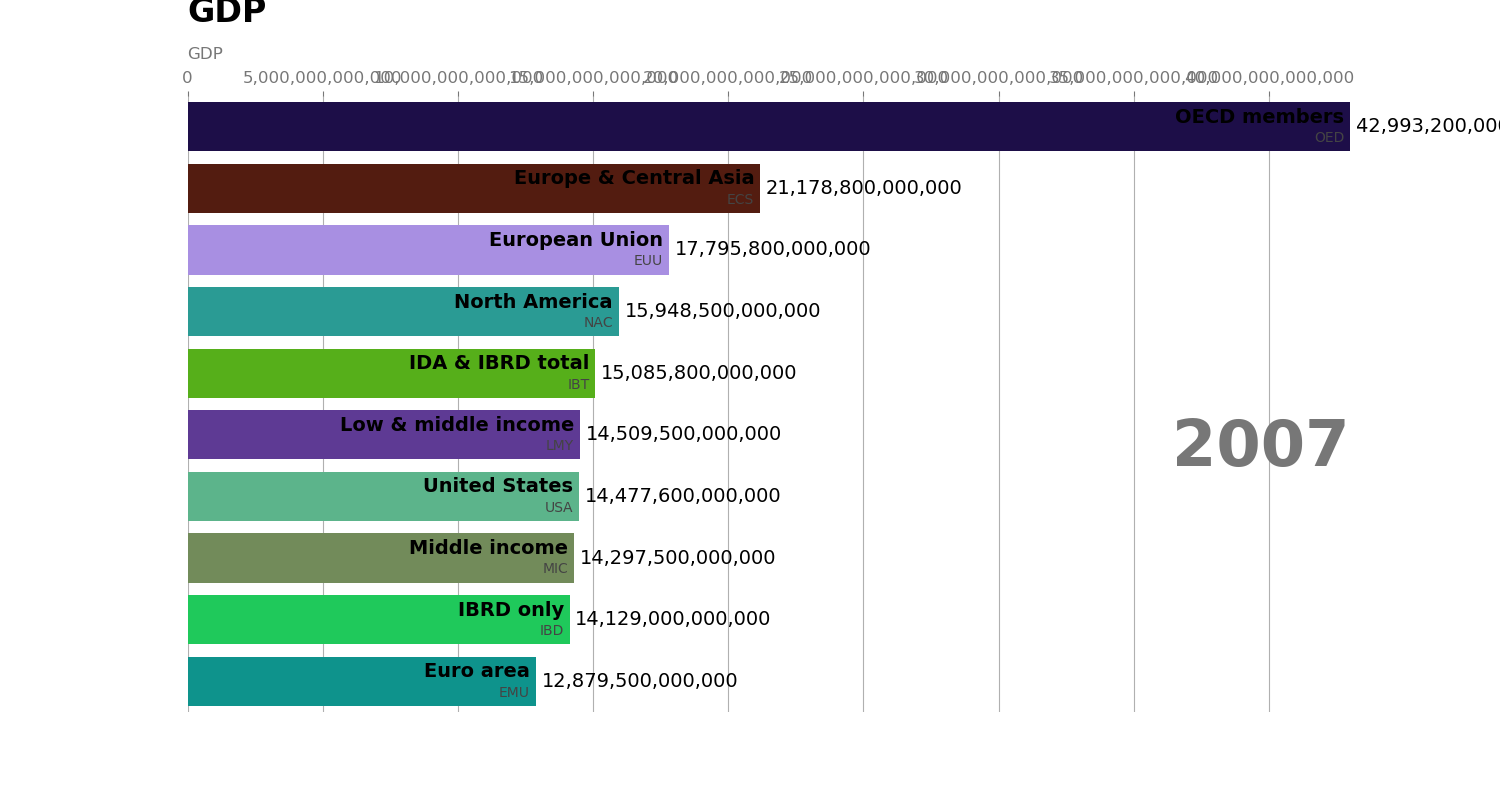 GDP
GDP
0 5,000,000,000,000 10,000,000,000,000 15,000,000,000,000 20,000,000,000,000 25,000,000,000,000 30,000,000,000,000 35,000,000,000,000 40,000,000,000,000
OECD members
OED
42,993,200,000
Europe & Central Asia
ECS
21,178,800,000,000
European Union
EUU
17,795,800,000,000
North America
NAC
15,948,500,000,000
IDA & IBRD total
IBT
15,085,800,000,000
Low & middle income
LMY
14,509,500,000,000
2007
United States
USA
14,477,600,000,000
Middle income
MIC
14,297,500,000,000
IBRD only
IBD
14,129,000,000,000
Euro area
EMU
12,879,500,000,000